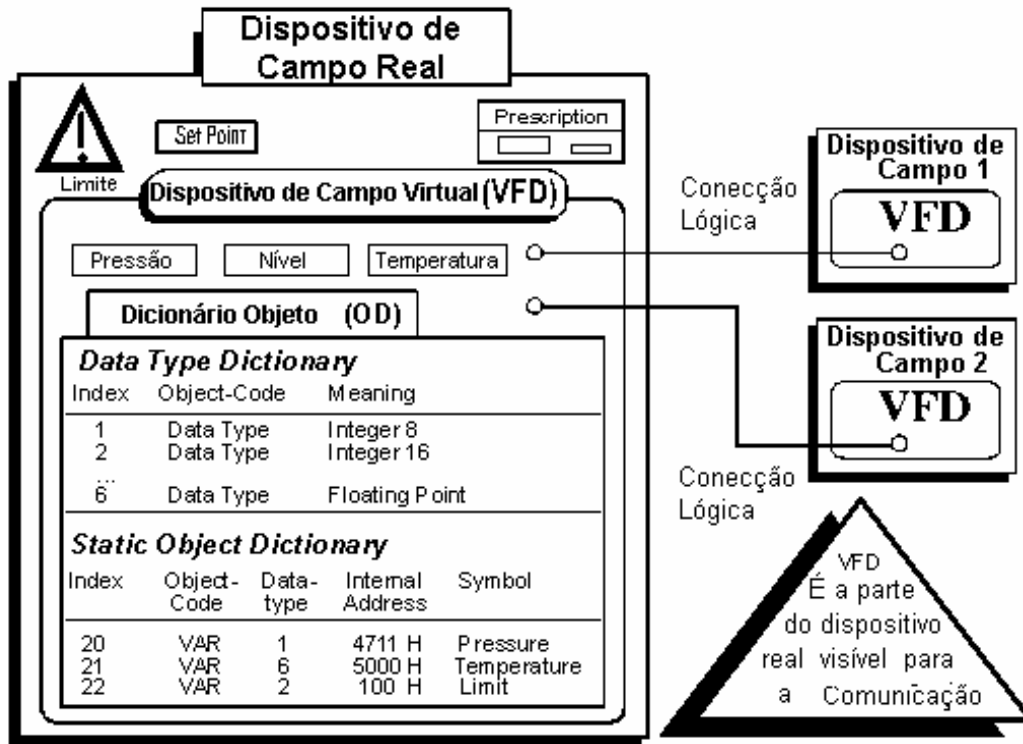 Dispositivo de
Campo Real
Limite
Set Point
Prescription
Dispositivo de Campo Virtual (VFD)
Pressão Nível Temperatura
Dicionário Objeto (OD)
Data Type Dictionary
Index Object-Code Meaning
1 Data Type Integer 8
2 Data Type Integer 16
...
6 Data Type Floating Point
Static Object Dictionary
Index Object- Data- Internal Symbol
Code type Address
20 VAR 1 4711 H Pressure
21 VAR 6 5000 H Temperature
22 VAR 2 100 H Limit
Conecção
Lógica
Dispositivo de
Campo 1
VFD
Dispositivo de
Campo 2
VFD
Conecção
Lógica
VFD
É a parte
do dispositivo
real visível para
a Comunicação